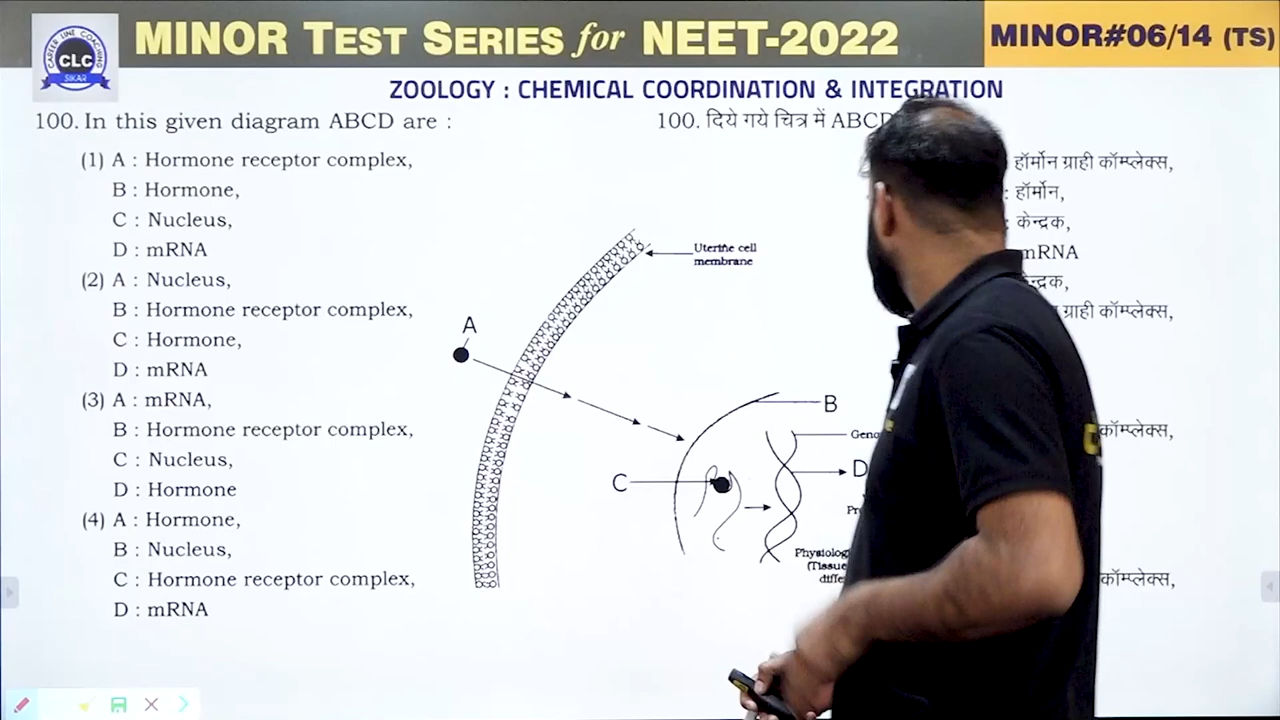 CAREER LINE COACHING
CLC
SIKAR
MINOR TEST SERIES for NEET-2022
MINOR#06/14 (TS)
ZOOLOGY : CHEMICAL COORDINATION & INTEGRATION
100. In this given diagram ABCD are :
(1) A : Hormone receptor complex,
B : Hormone,
C : Nucleus,
D : mRNA
(2) A : Nucleus,
B : Hormone receptor complex,
C : Hormone,
D : mRNA
(3) A : mRNA,
B : Hormone receptor complex,
C : Nucleus,
D : Hormone
(4) A : Hormone,
B : Nucleus,
C : Hormone receptor complex,
D : mRNA
Uterine cell
membrane
A
B
C
D
Physiolog
(Tissue
100. दिये गये चित्र में ABCD
हॉर्मोन ग्राही कॉम्प्लेक्स,
: हॉर्मोन,
: केन्द्रक,
mRNA
ग्राही कॉम्प्लेक्स,
कॉम्प्लेक्स,
कॉम्प्लेक्स,